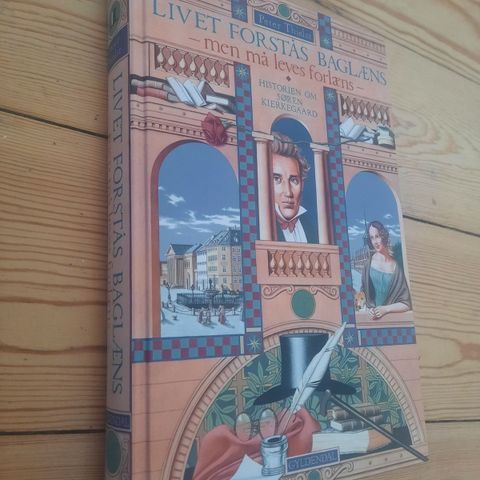 Peter Thielst
LIVET FORSTÅS BAGLÆNS
– men må leves forlæns –
HISTORIEN OM
SØREN
KIERKEGAARD
GYLDENDAL
LIVET FORSTÅS BAGLÆNS
GYLDENDAL